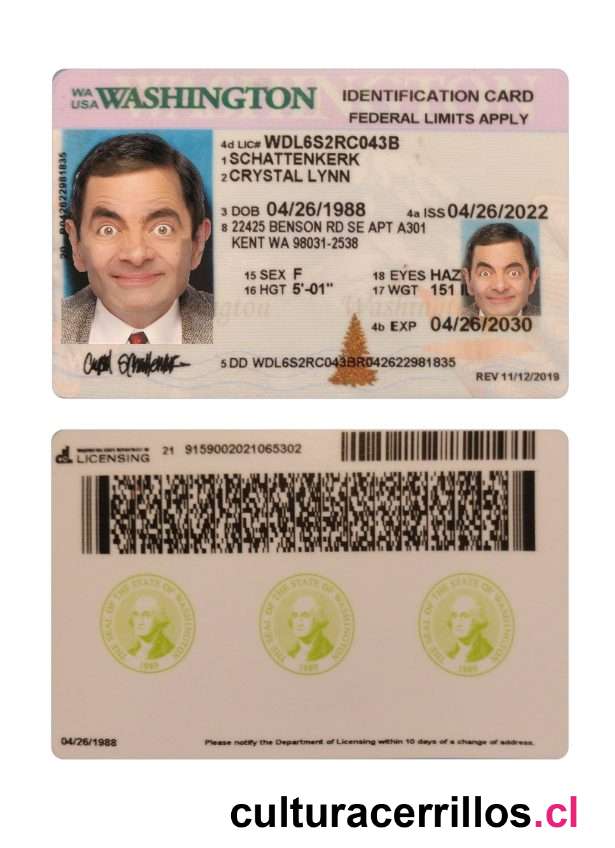 WA
USA WASHINGTON
IDENTIFICATION CARD
FEDERAL LIMITS APPLY
4d LIC# WDL6S2RC043B
1 SCHATTENKERK
2 CRYSTAL LYNN
3 DOB 04/26/1988
4a ISS 04/26/2022
8 22425 BENSON RD SE APT A301
KENT WA 98031-2538
15 SEX F
18 EYES HAZ
16 HGT 5'-01"
17 WGT 151
4b EXP 04/26/2030
5 DD WDL6S2RC043BR042622981835
REV 11/12/2019
LICENSING
21 9159002021065302
THE SEAL OF THE STATE OF WASHINGTON
1889
THE SEAL OF THE STATE OF WASHINGTON
1889
THE SEAL OF THE STATE OF WASHINGTON
1889
04/26/1988
Please notify the Department of Licensing within 10 days of a change of address.
culturacerrillos.cl